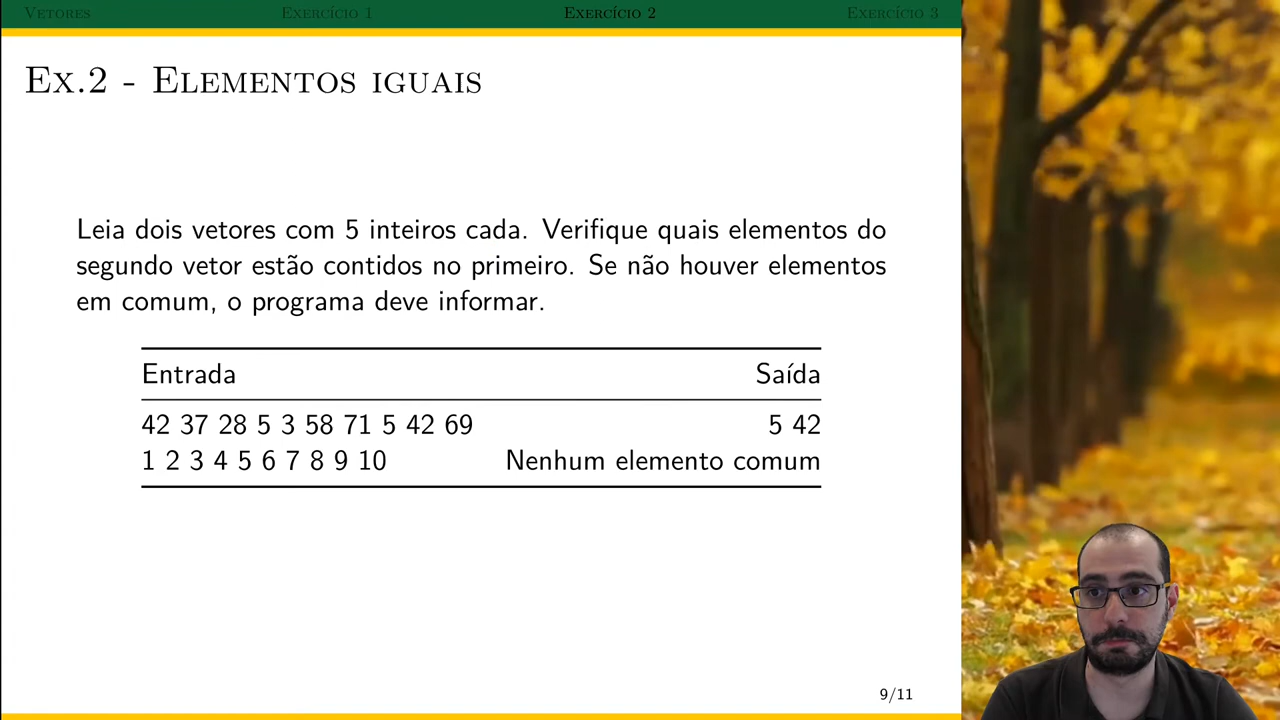 Vetores Exercício 1 Exercício 2 Exercício 3
Ex.2 - Elementos iguais
Leia dois vetores com 5 inteiros cada. Verifique quais elementos do
segundo vetor estão contidos no primeiro. Se não houver elementos
em comum, o programa deve informar.
Entrada Saída
42 37 28 5 3 58 71 5 42 69 5 42
1 2 3 4 5 6 7 8 9 10 Nenhum elemento comum
9/11